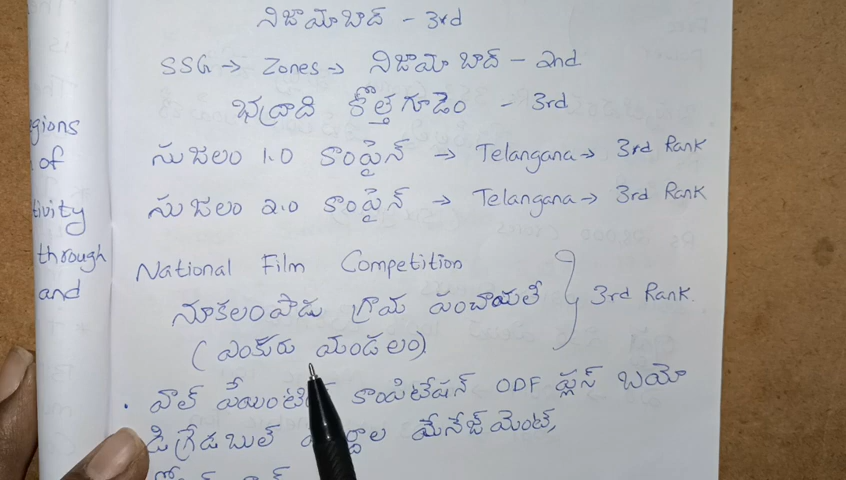 నిజామాబాద్ - 3rd
SSG → Zones → నిజామాబాద్ - 2nd
భద్రాది కొత్తగూడెం - 3rd
సుజలం 1.0 కాంపైన్ → Telangana → 3rd Rank
సుజలం 2.0 కాంపైన్ → Telangana → 3rd Rank
National Film Competition
నూకలంపాడు గ్రామ పంచాయతీ } 3rd Rank.
(ఎంకురు మండలం)
• వాల్ పేయింటింగ్ కాంపిటేషన్ ODF ప్లస్ బయో
డిగ్రేడబుల్ మేనేజ్‌మెంట్,
gions
of
tivity
through
and